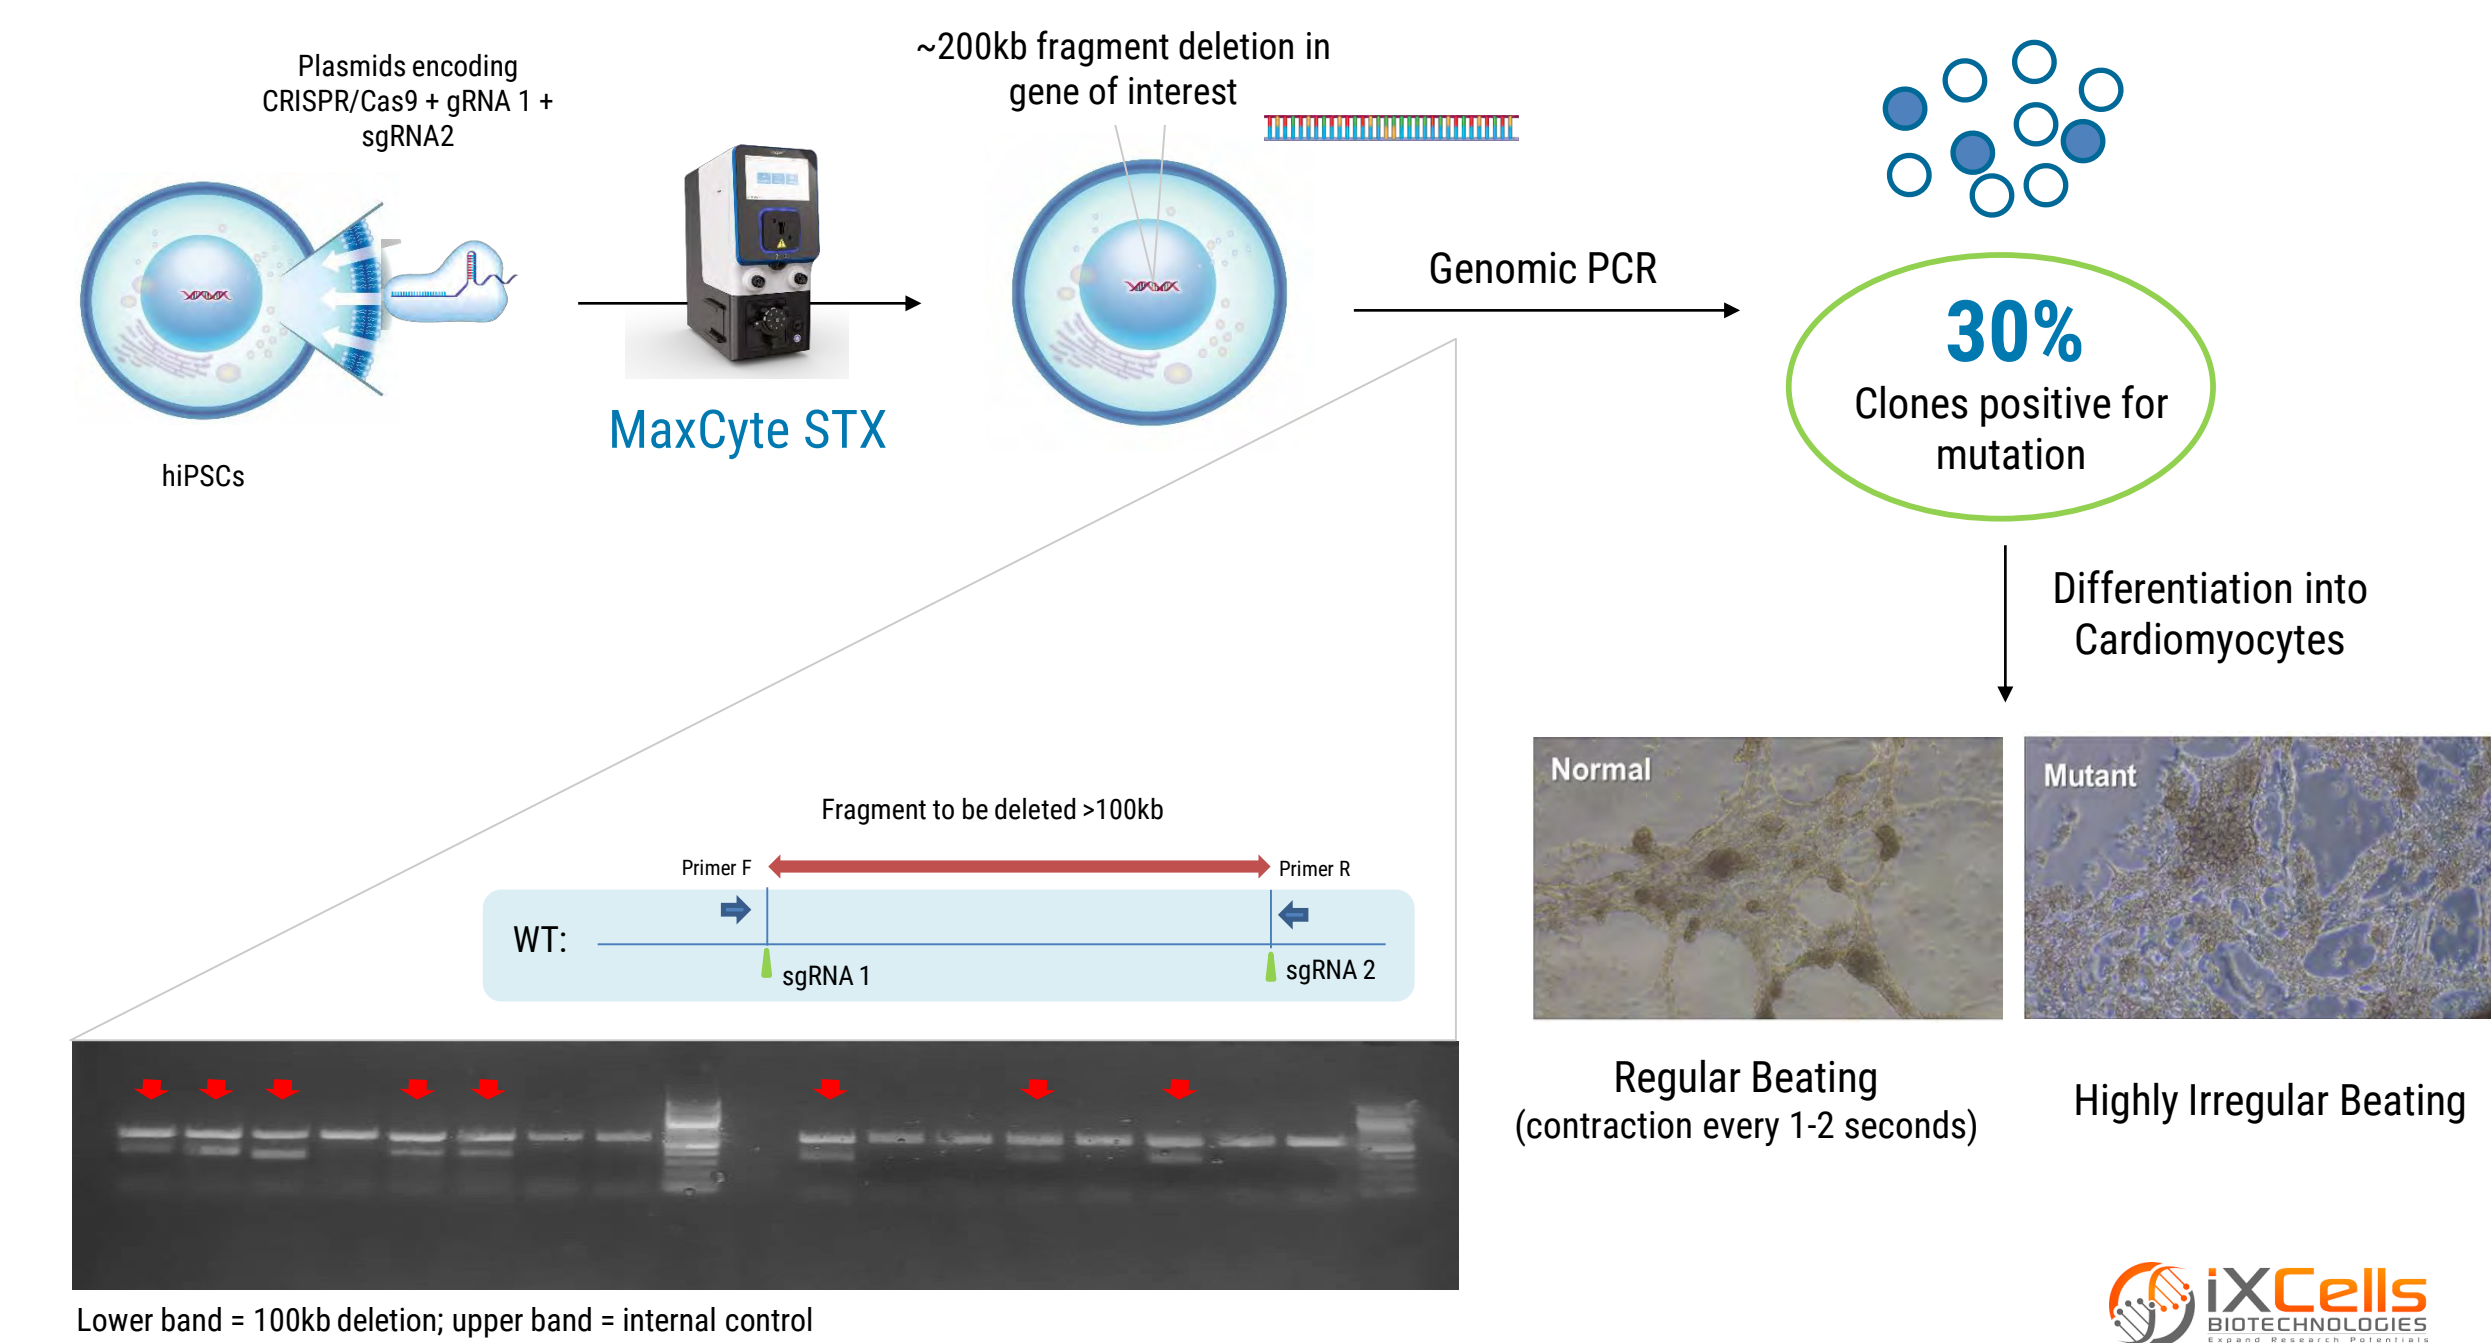 Plasmids encoding
CRISPR/Cas9 + gRNA 1 +
sgRNA2
hiPSCs
MaxCyte STX
~200kb fragment deletion in
gene of interest
Genomic PCR
30%
Clones positive for
mutation
Differentiation into
Cardiomyocytes
Normal
Mutant
Regular Beating
(contraction every 1-2 seconds)
Highly Irregular Beating
Fragment to be deleted >100kb
Primer F
Primer R
WT:
sgRNA 1
sgRNA 2
Lower band = 100kb deletion; upper band = internal control
iXCells
BIOTECHNOLOGIES
Expand Research Potentials